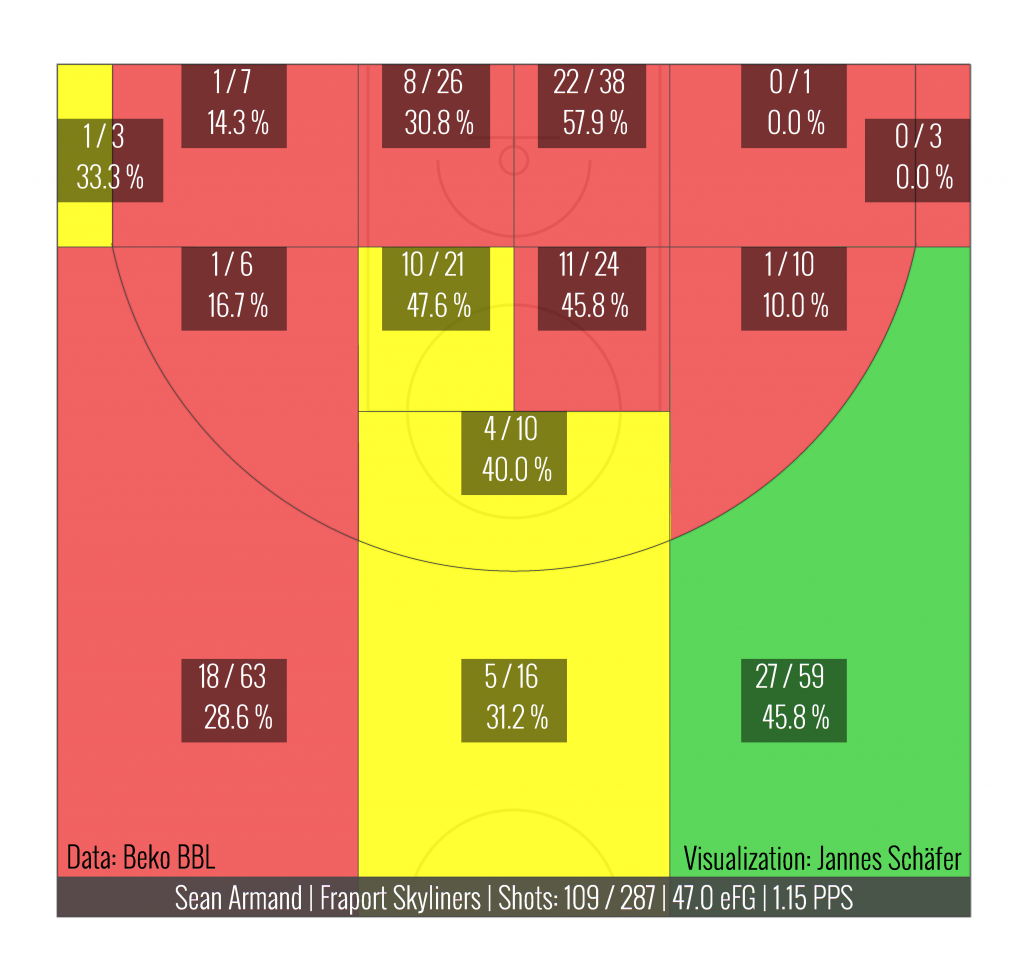 1 / 7
14.3 %
8 / 26
30.8 %
22 / 38
57.9 %
0 / 1
0.0 %
1 / 3
33.3 %
0 / 3
0.0 %
1 / 6
16.7 %
10 / 21
47.6 %
11 / 24
45.8 %
1 / 10
10.0 %
4 / 10
40.0 %
18 / 63
28.6 %
5 / 16
31.2 %
27 / 59
45.8 %
Data: Beko BBL
Visualization: Jannes Schäfer
Sean Armand | Fraport Skyliners | Shots: 109 / 287 | 47.0 eFG | 1.15 PPS